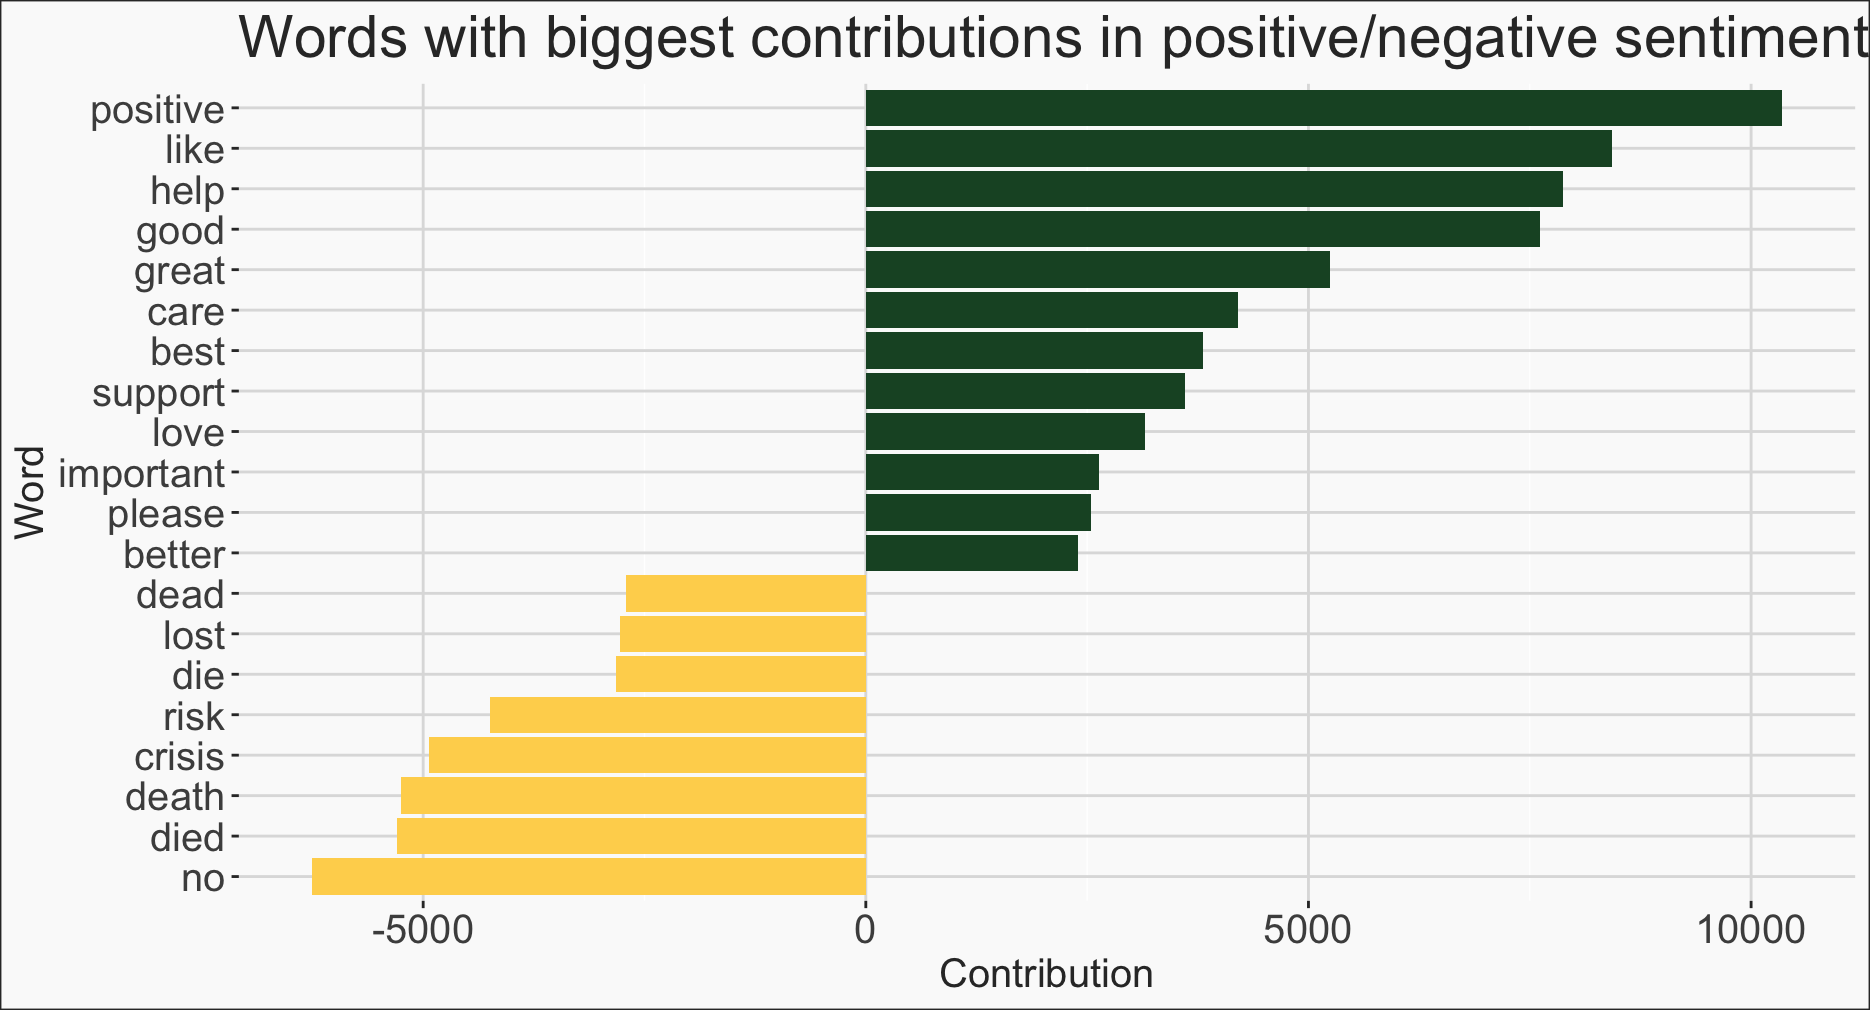 Words with biggest contributions in positive/negative sentiment
positive
like
help
good
great
care
best
support
love
important
please
better
dead
lost
die
risk
crisis
death
died
no
Word
-5000 0 5000 10000
Contribution